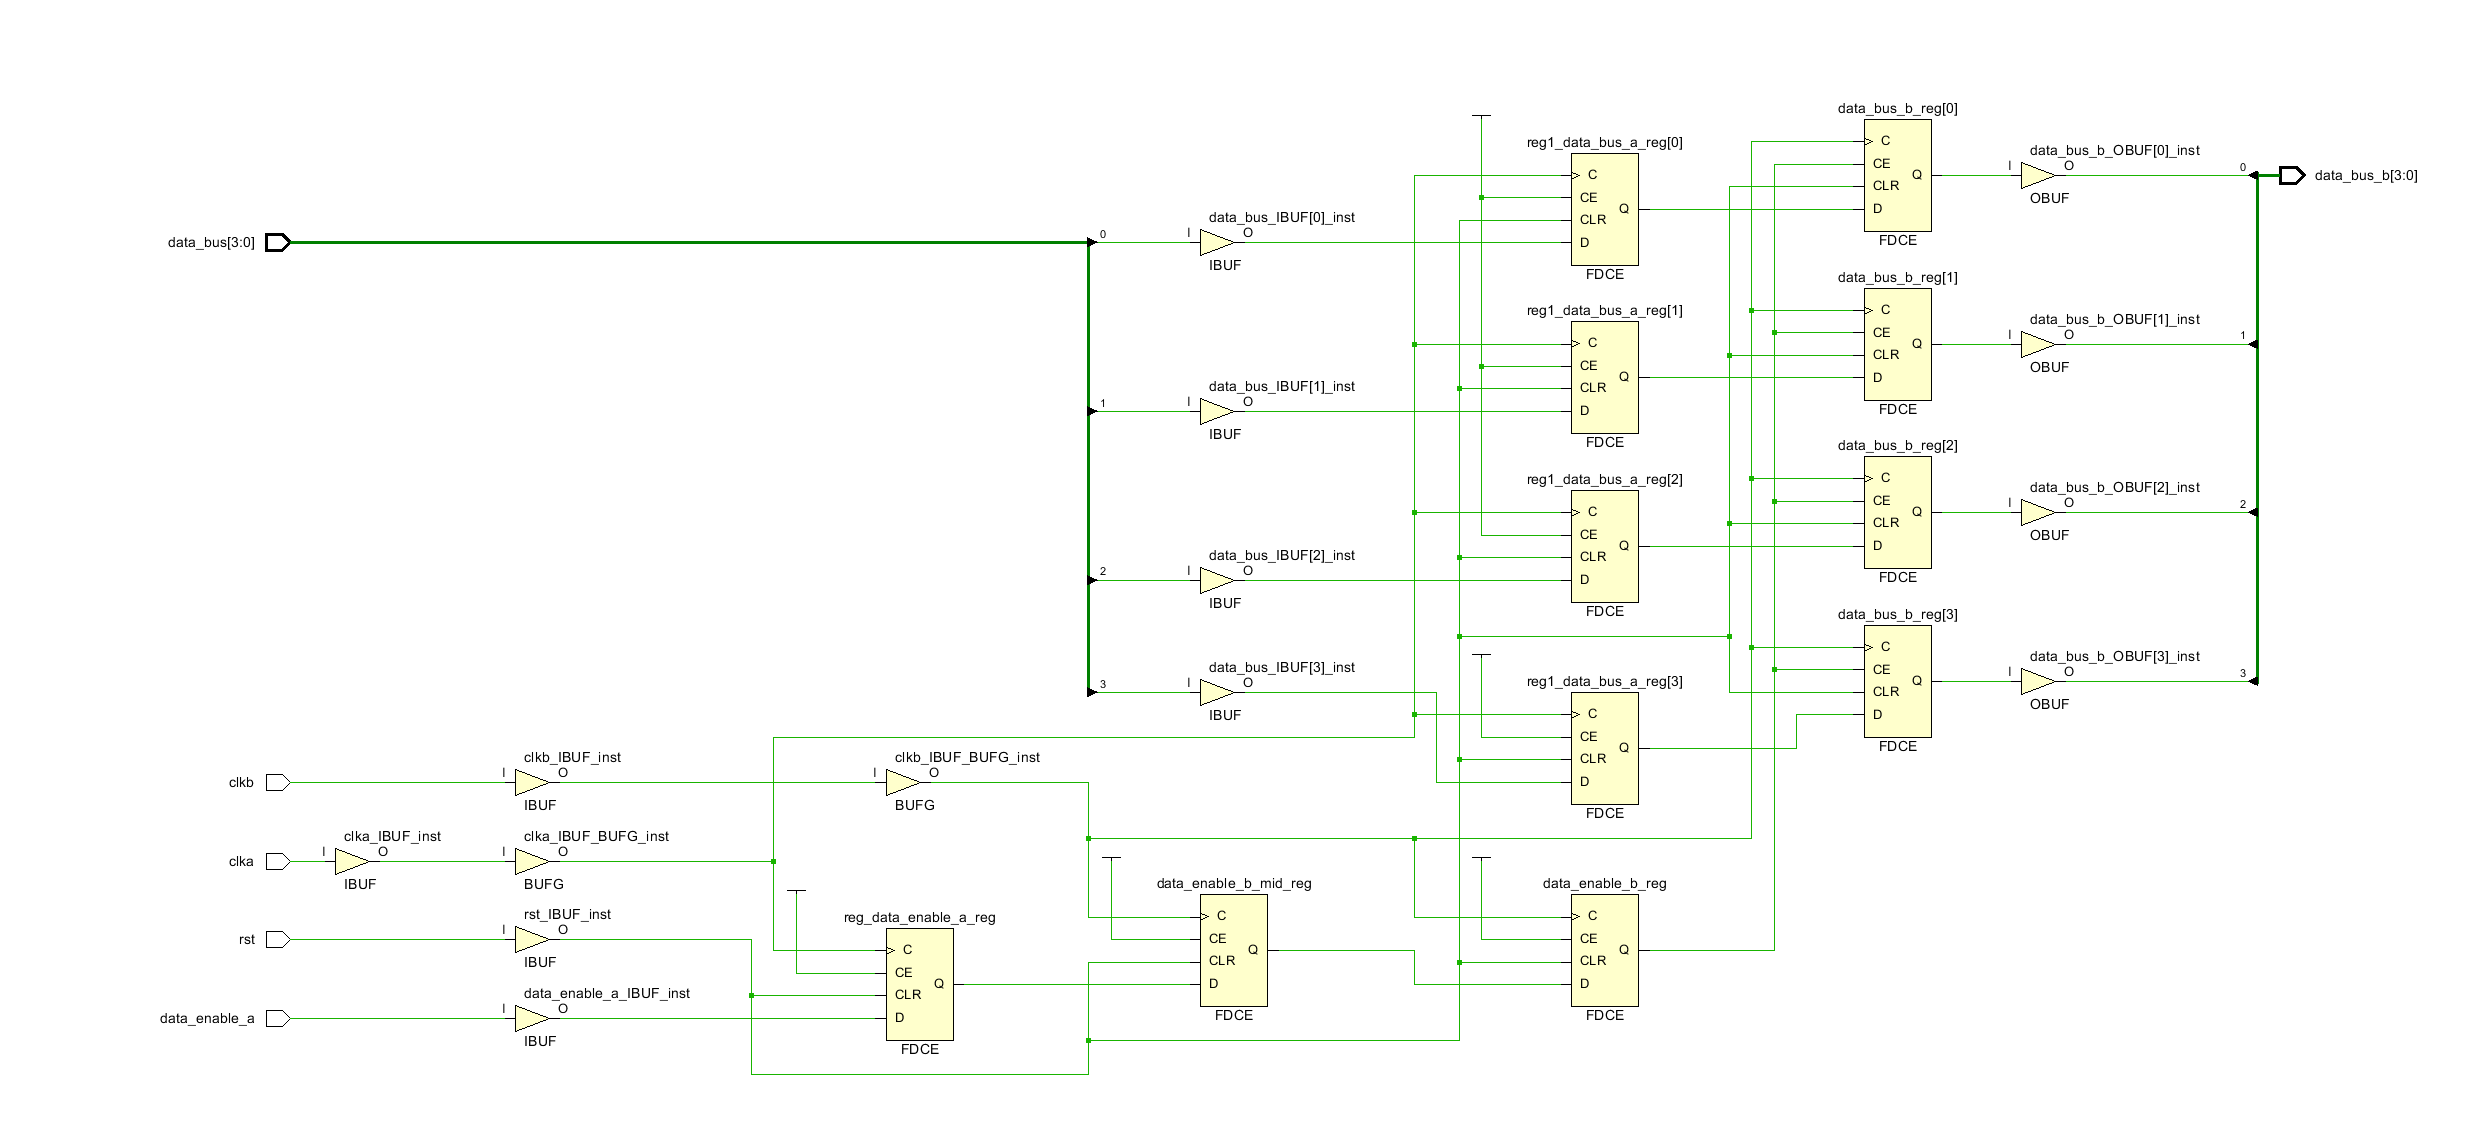 data_bus_b_reg[0]
C
CE
CLR
D
Q
FDCE
data_bus_b_OBUF[0]_inst
I
O
OBUF
0
data_bus_b[3:0]
reg1_data_bus_a_reg[0]
C
CE
CLR
D
Q
FDCE
data_bus[3:0]
0
data_bus_IBUF[0]_inst
I
O
IBUF
data_bus_b_reg[1]
C
CE
CLR
D
Q
FDCE
data_bus_b_OBUF[1]_inst
I
O
OBUF
1
reg1_data_bus_a_reg[1]
C
CE
CLR
D
Q
FDCE
1
data_bus_IBUF[1]_inst
I
O
IBUF
data_bus_b_reg[2]
C
CE
CLR
D
Q
FDCE
data_bus_b_OBUF[2]_inst
I
O
OBUF
2
reg1_data_bus_a_reg[2]
C
CE
CLR
D
Q
FDCE
2
data_bus_IBUF[2]_inst
I
O
IBUF
data_bus_b_reg[3]
C
CE
CLR
D
Q
FDCE
data_bus_b_OBUF[3]_inst
I
O
OBUF
3
3
data_bus_IBUF[3]_inst
I
O
IBUF
reg1_data_bus_a_reg[3]
C
CE
CLR
D
Q
FDCE
clkb
clkb_IBUF_inst
I
O
IBUF
clkb_IBUF_BUFG_inst
I
O
BUFG
clka
clka_IBUF_inst
I
O
IBUF
clka_IBUF_BUFG_inst
I
O
BUFG
rst
rst_IBUF_inst
I
O
IBUF
data_enable_a
data_enable_a_IBUF_inst
I
O
IBUF
reg_data_enable_a_reg
C
CE
CLR
D
Q
FDCE
data_enable_b_mid_reg
C
CE
CLR
D
Q
FDCE
data_enable_b_reg
C
CE
CLR
D
Q
FDCE